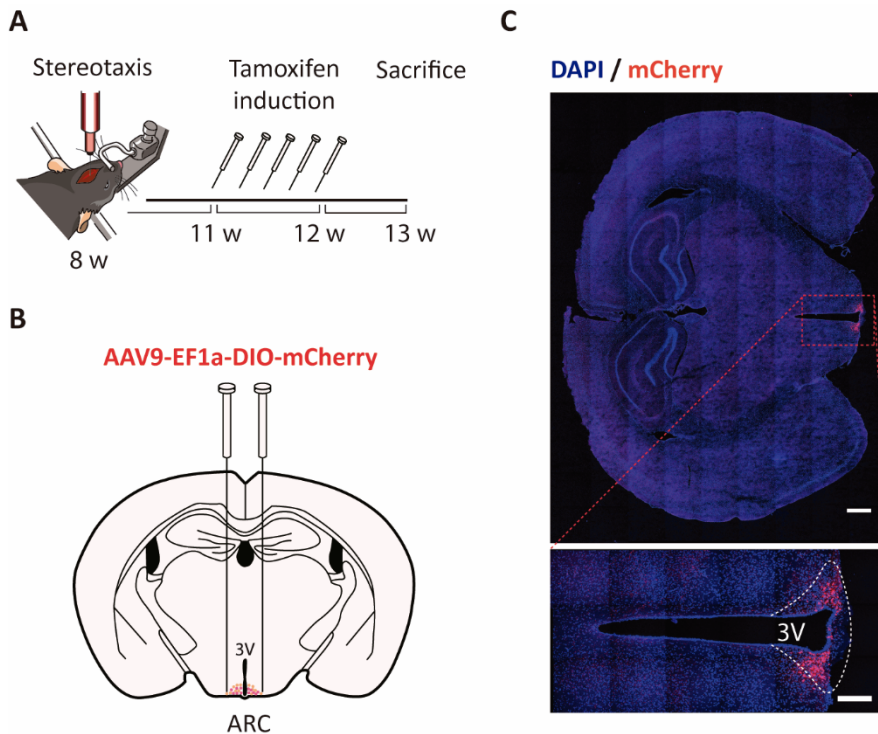 A
Stereotaxis
Tamoxifen
induction
Sacrifice
8 w
11 w
12 w
13 w
B
AAV9-EF1a-DIO-mCherry
3V
ARC
C
DAPI / mCherry
3V